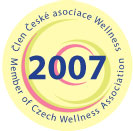 Člen České asociace Wellness
2007
Member of Czech Wellness Association